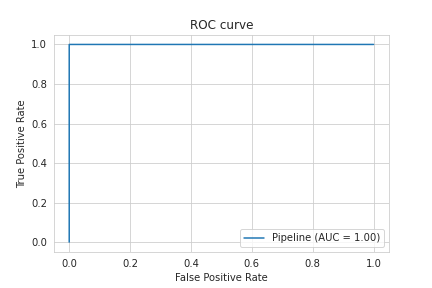 ROC curve
1.0
0.8
0.6
0.4
0.2
0.0
True Positive Rate
Pipeline (AUC = 1.00)
0.0 0.2 0.4 0.6 0.8 1.0
False Positive Rate